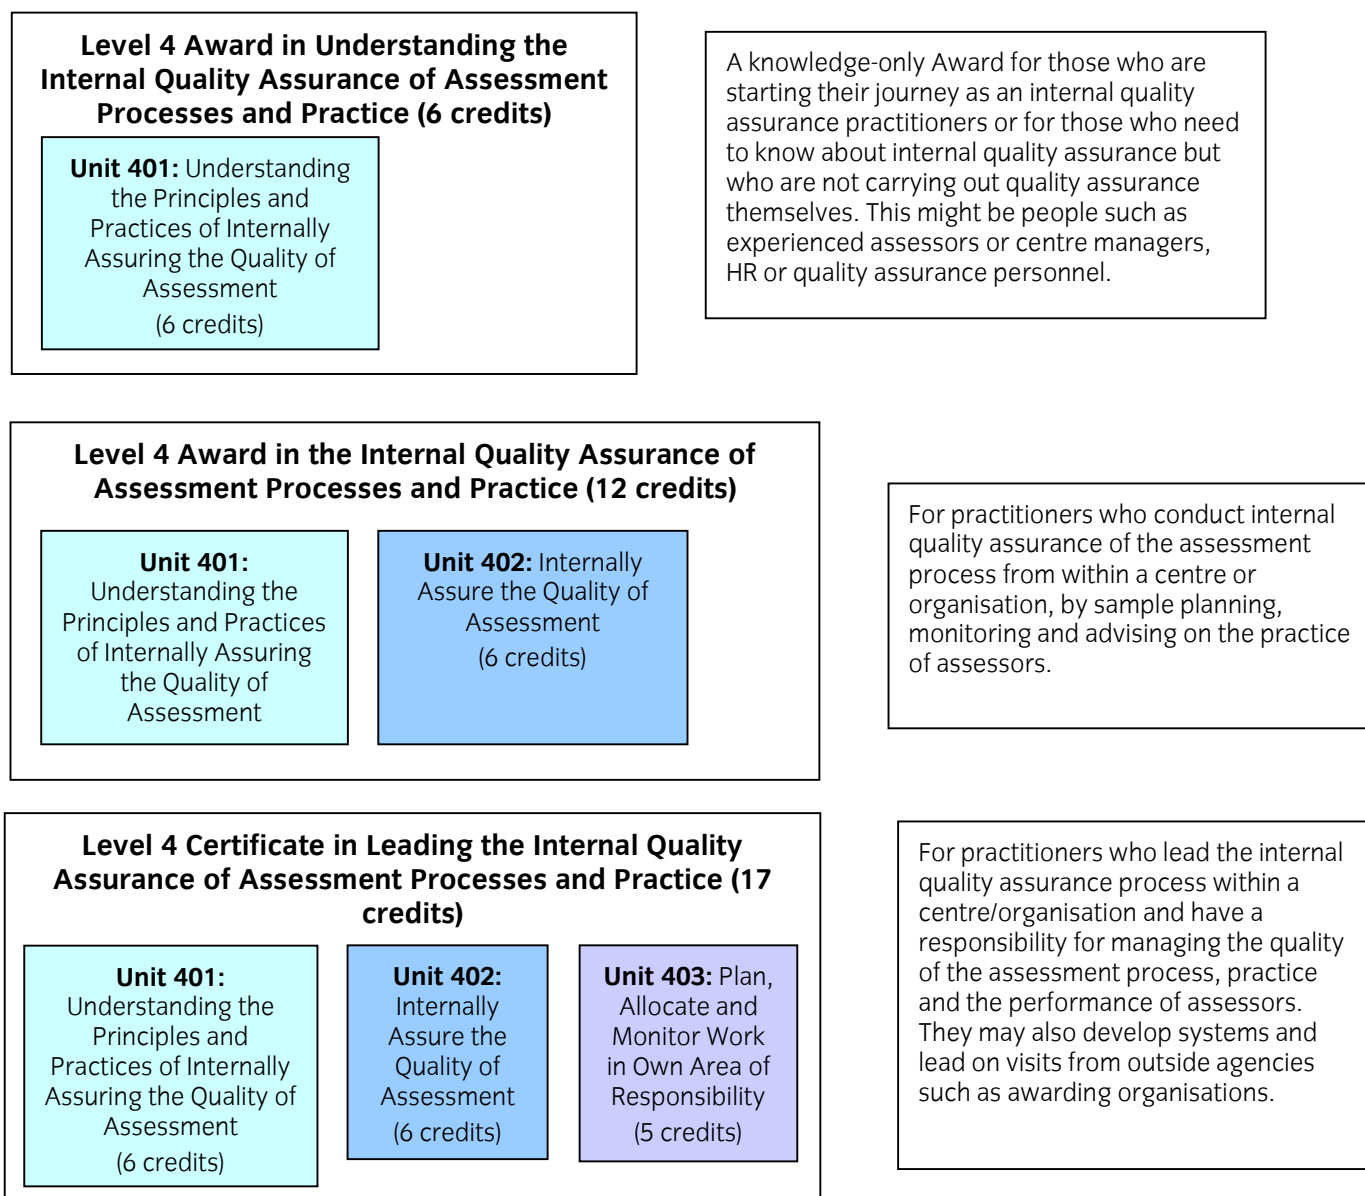 Level 4 Award in Understanding the
Internal Quality Assurance of Assessment
Processes and Practice (6 credits)
Unit 401: Understanding
the Principles and
Practices of Internally
Assuring the Quality of
Assessment
(6 credits)
A knowledge-only Award for those who are
starting their journey as an internal quality
assurance practitioners or for those who need
to know about internal quality assurance but
who are not carrying out quality assurance
themselves. This might be people such as
experienced assessors or centre managers,
HR or quality assurance personnel.
Level 4 Award in the Internal Quality Assurance of
Assessment Processes and Practice (12 credits)
Unit 401:
Understanding the
Principles and Practices
of Internally Assuring
the Quality of
Assessment
Unit 402: Internally
Assure the Quality of
Assessment
(6 credits)
For practitioners who conduct internal
quality assurance of the assessment
process from within a centre or
organisation, by sample planning,
monitoring and advising on the practice
of assessors.
Level 4 Certificate in Leading the Internal Quality
Assurance of Assessment Processes and Practice (17
credits)
Unit 401:
Understanding the
Principles and
Practices of Internally
Assuring the Quality of
Assessment
(6 credits)
Unit 402:
Internally
Assure the
Quality of
Assessment
(6 credits)
Unit 403: Plan,
Allocate and
Monitor Work
in Own Area of
Responsibility
(5 credits)
For practitioners who lead the internal
quality assurance process within a
centre/organisation and have a
responsibility for managing the quality
of the assessment process, practice
and the performance of assessors.
They may also develop systems and
lead on visits from outside agencies
such as awarding organisations.